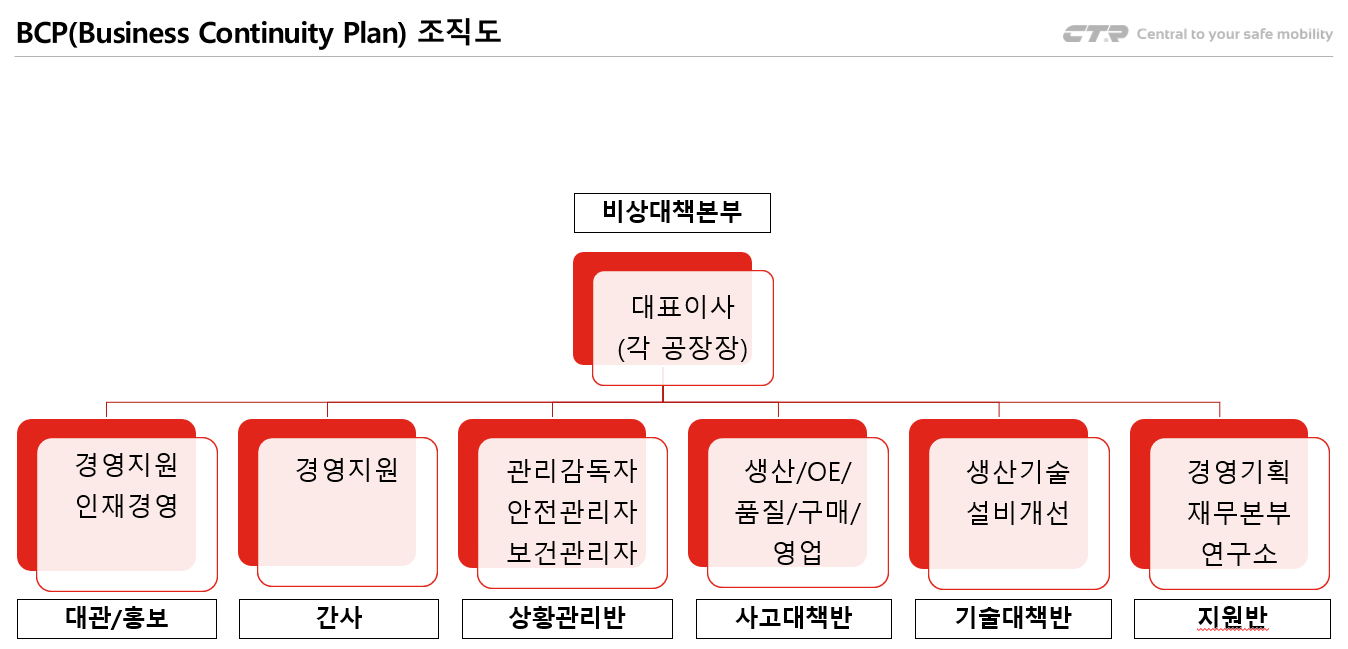 BCP(Business Continuity Plan) 조직도
CTR Central to your safe mobility
비상대책본부
대표이사
(각 공장장)
경영지원
인재경영
경영지원
관리감독자
안전관리자
보건관리자
생산/OE/
품질/구매/
영업
생산기술
설비개선
경영기획
재무본부
연구소
대관/홍보
간사
상황관리반
사고대책반
기술대책반
지원반